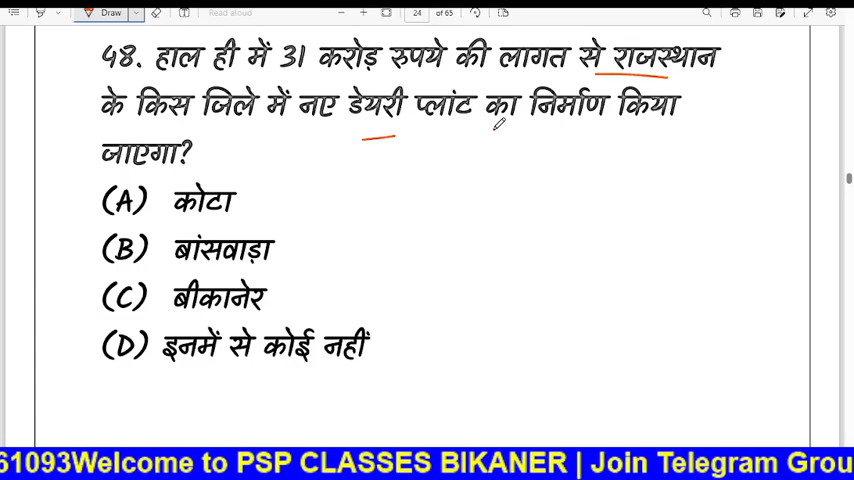 Draw
Read aloud
24
of 65
48. हाल ही में 31 करोड़ रुपये की लागत से राजस्थान
के किस जिले में नए डेयरी प्लांट का निर्माण किया
जाएगा?
(A) कोटा
(B) बांसवाड़ा
(C) बीकानेर
(D) इनमें से कोई नहीं
61093Welcome to PSP CLASSES BIKANER | Join Telegram Grou